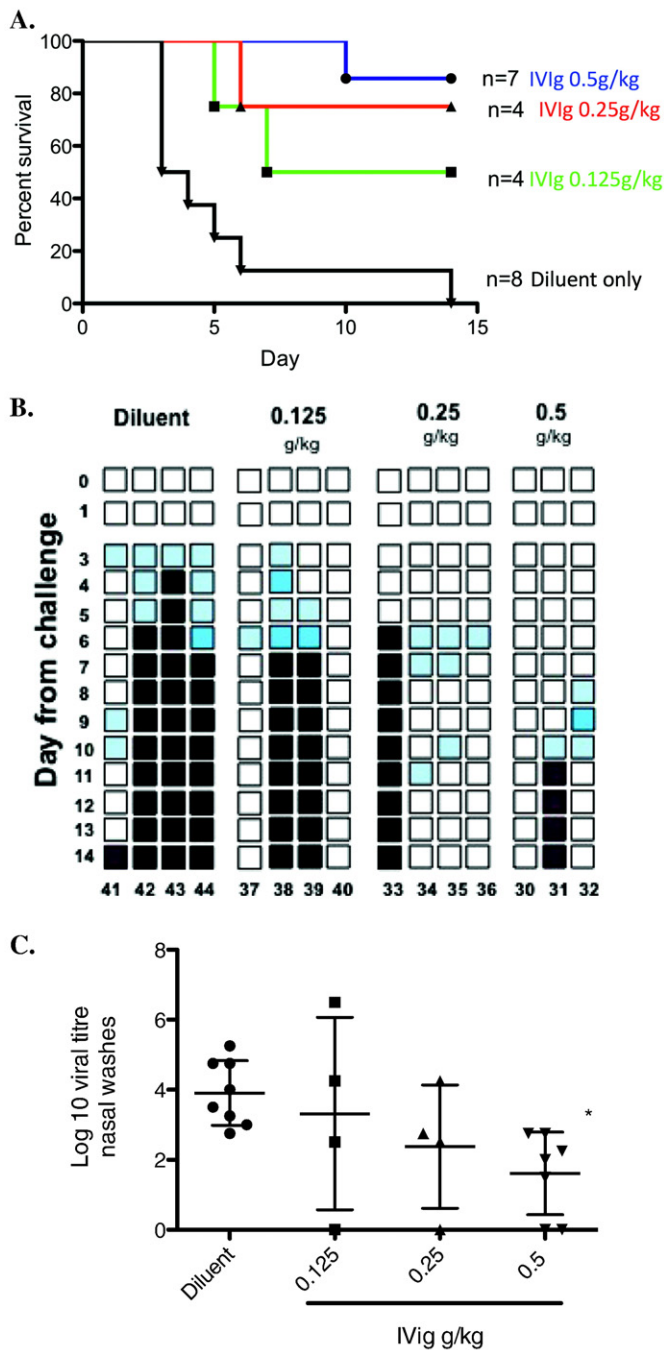 A.
Percent survival
100
80
60
40
20
0
0 5 10 15
Day
n=7 IVIg 0.5g/kg
n=4 IVIg 0.25g/kg
n=4 IVIg 0.125g/kg
n=8 Diluent only
B.
Diluent 0.125 0.25 0.5
g/kg g/kg g/kg
Day from challenge
0
1
3
4
5
6
7
8
9
10
11
12
13
14
41 42 43 44 37 38 39 40 33 34 35 36 30 31 32
C.
Log 10 viral titre
nasal washes
8
6
4
2
0
*
Diluent 0.125 0.25 0.5
IVig g/kg